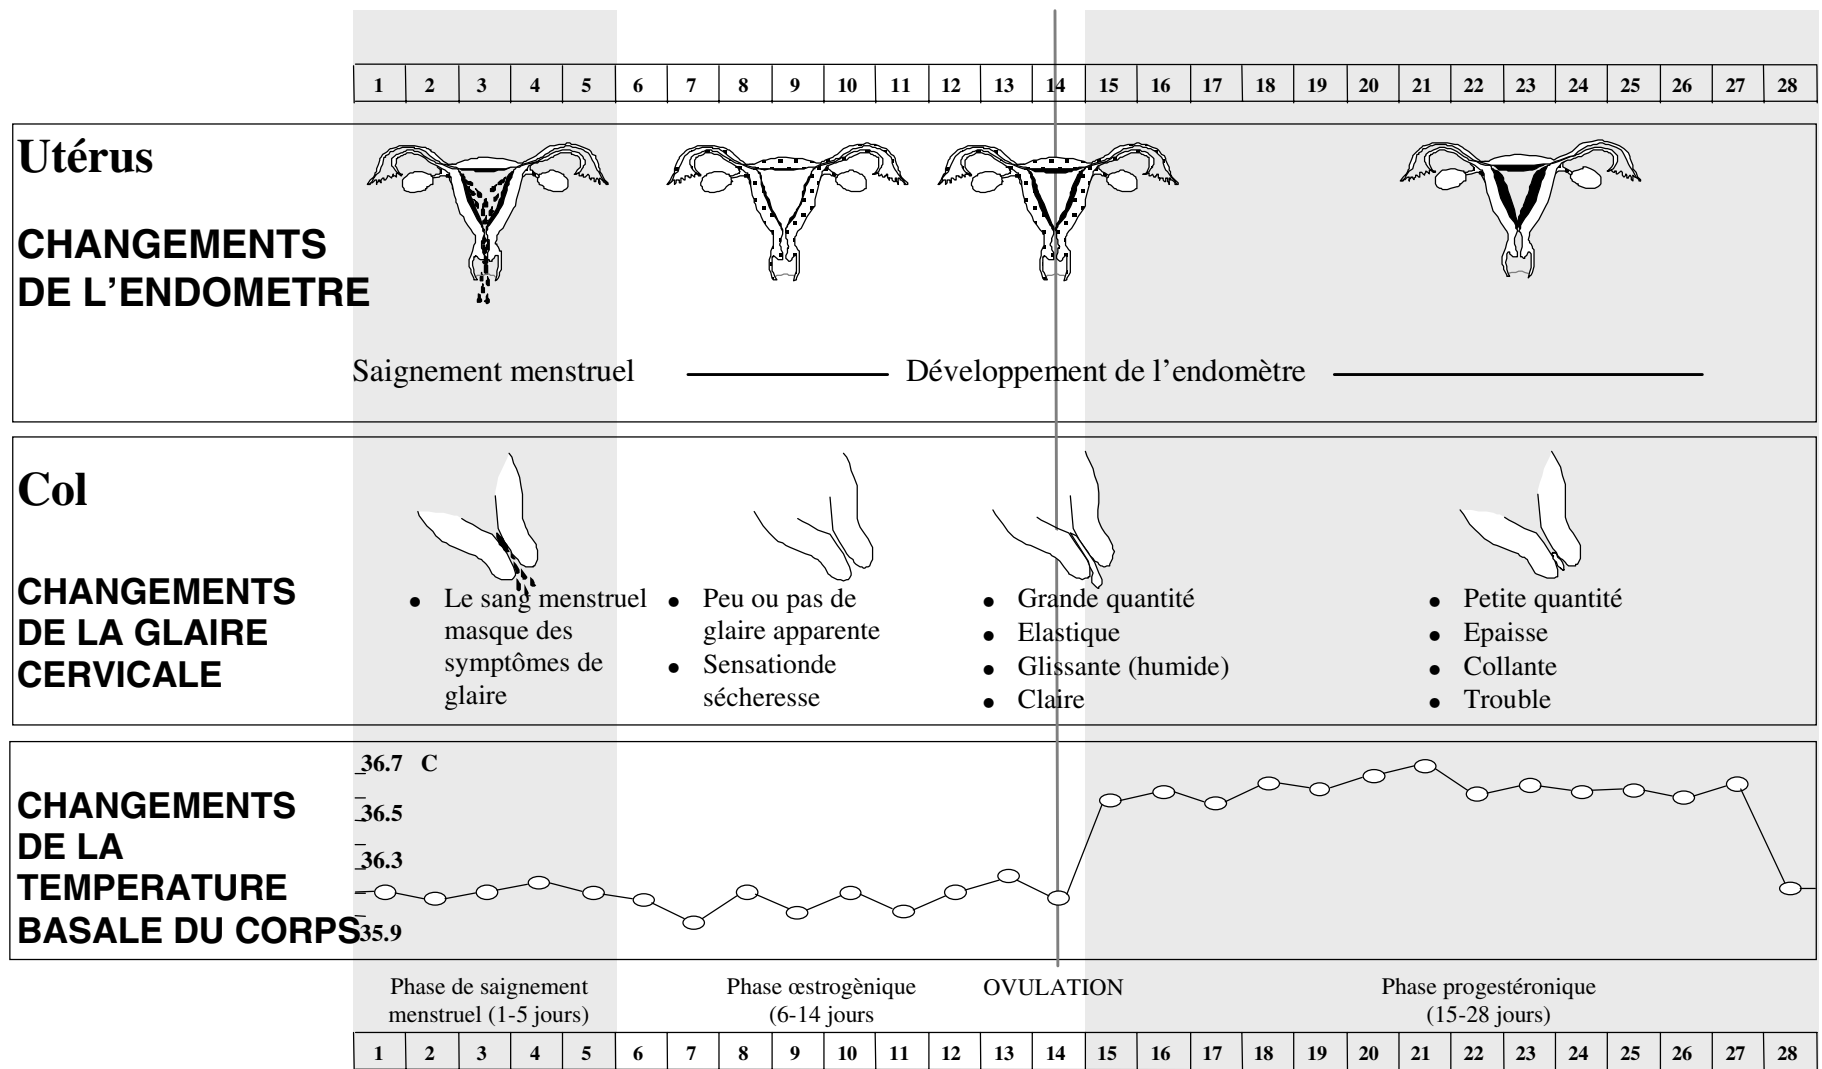 1 2 3 4 5 6 7 8 9 10 11 12 13 14 15 16 17 18 19 20 21 22 23 24 25 26 27 28
Utérus
CHANGEMENTS
DE L’ENDOMETRE
Saignement menstruel
Développement de l’endomètre
Col
CHANGEMENTS
DE LA GLAIRE
CERVICALE
• Le sang menstruel
masque des
symptômes de
glaire
• Peu ou pas de
glaire apparente
• Sensationde
sécheresse
• Grande quantité
• Elastique
• Glissante (humide)
• Claire
• Petite quantité
• Epaisse
• Collante
• Trouble
CHANGEMENTS
DE LA
TEMPERATURE
BASALE DU CORPS
36.7 C
36.5
36.3
35.9
Phase de saignement
menstruel (1-5 jours)
Phase œstrogènique
(6-14 jours
OVULATION
Phase progestéronique
(15-28 jours)
1 2 3 4 5 6 7 8 9 10 11 12 13 14 15 16 17 18 19 20 21 22 23 24 25 26 27 28